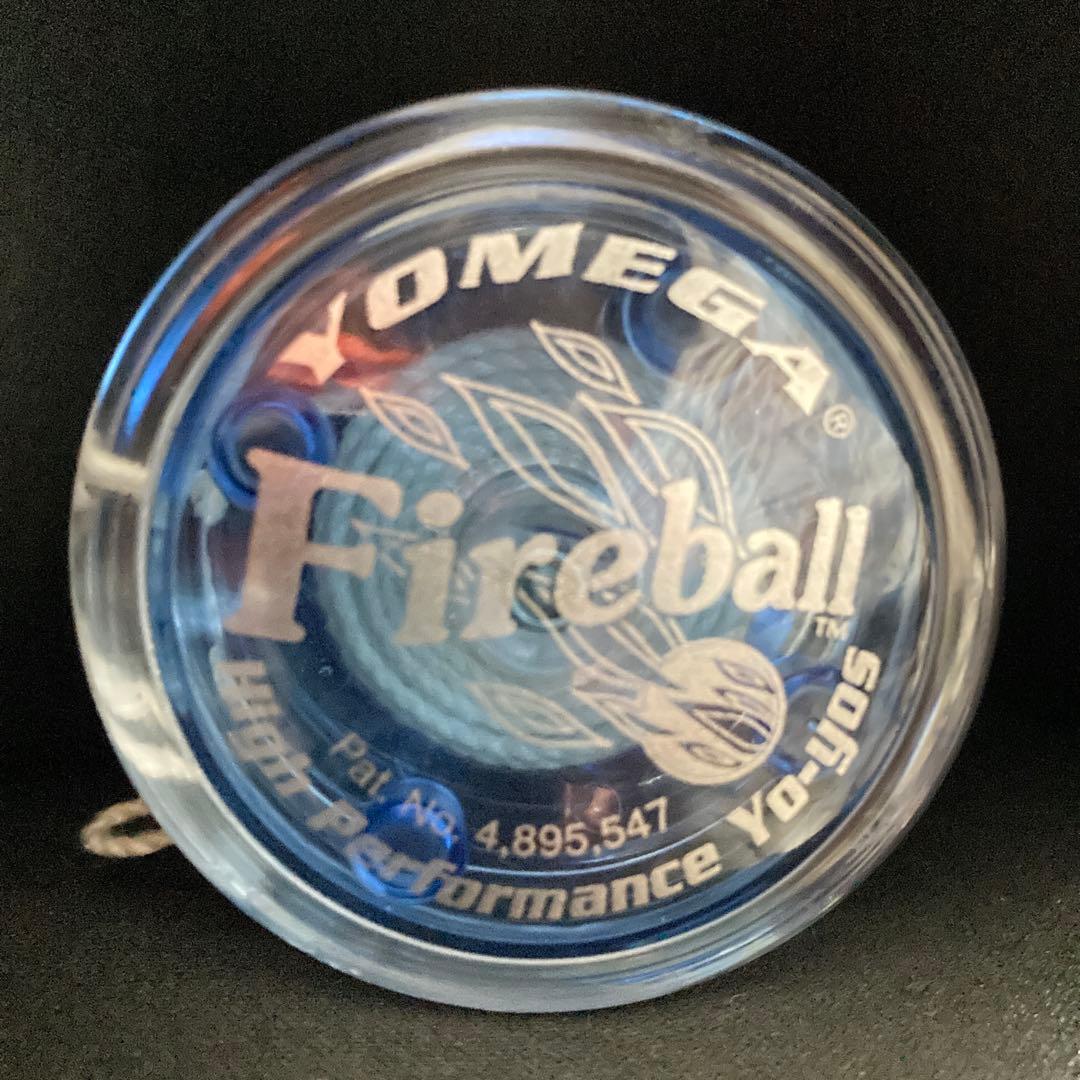 YOMEGA®
Fireball™
Pat. No. 4,895,547
High Performance Yo-yos